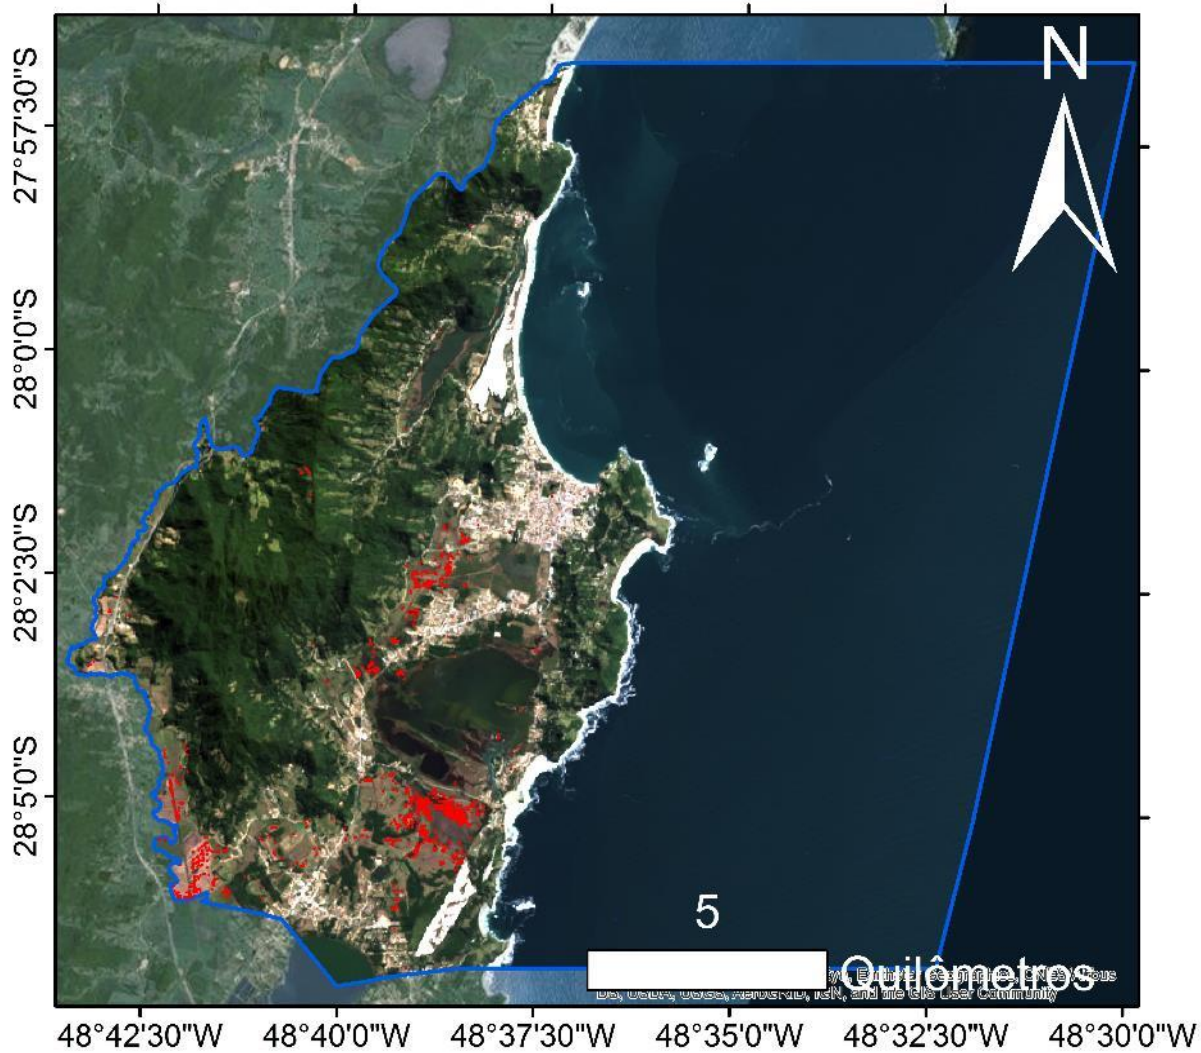 N
27°57'30"S
28°0'0"S
28°2'30"S
28°5'0"S
5
Quilômetros
DS, USDA, USGS, AeroGRID, IGN, and the GIS User Community
48°42'30"W 48°40'0"W 48°37'30"W 48°35'0"W 48°32'30"W 48°30'0"W